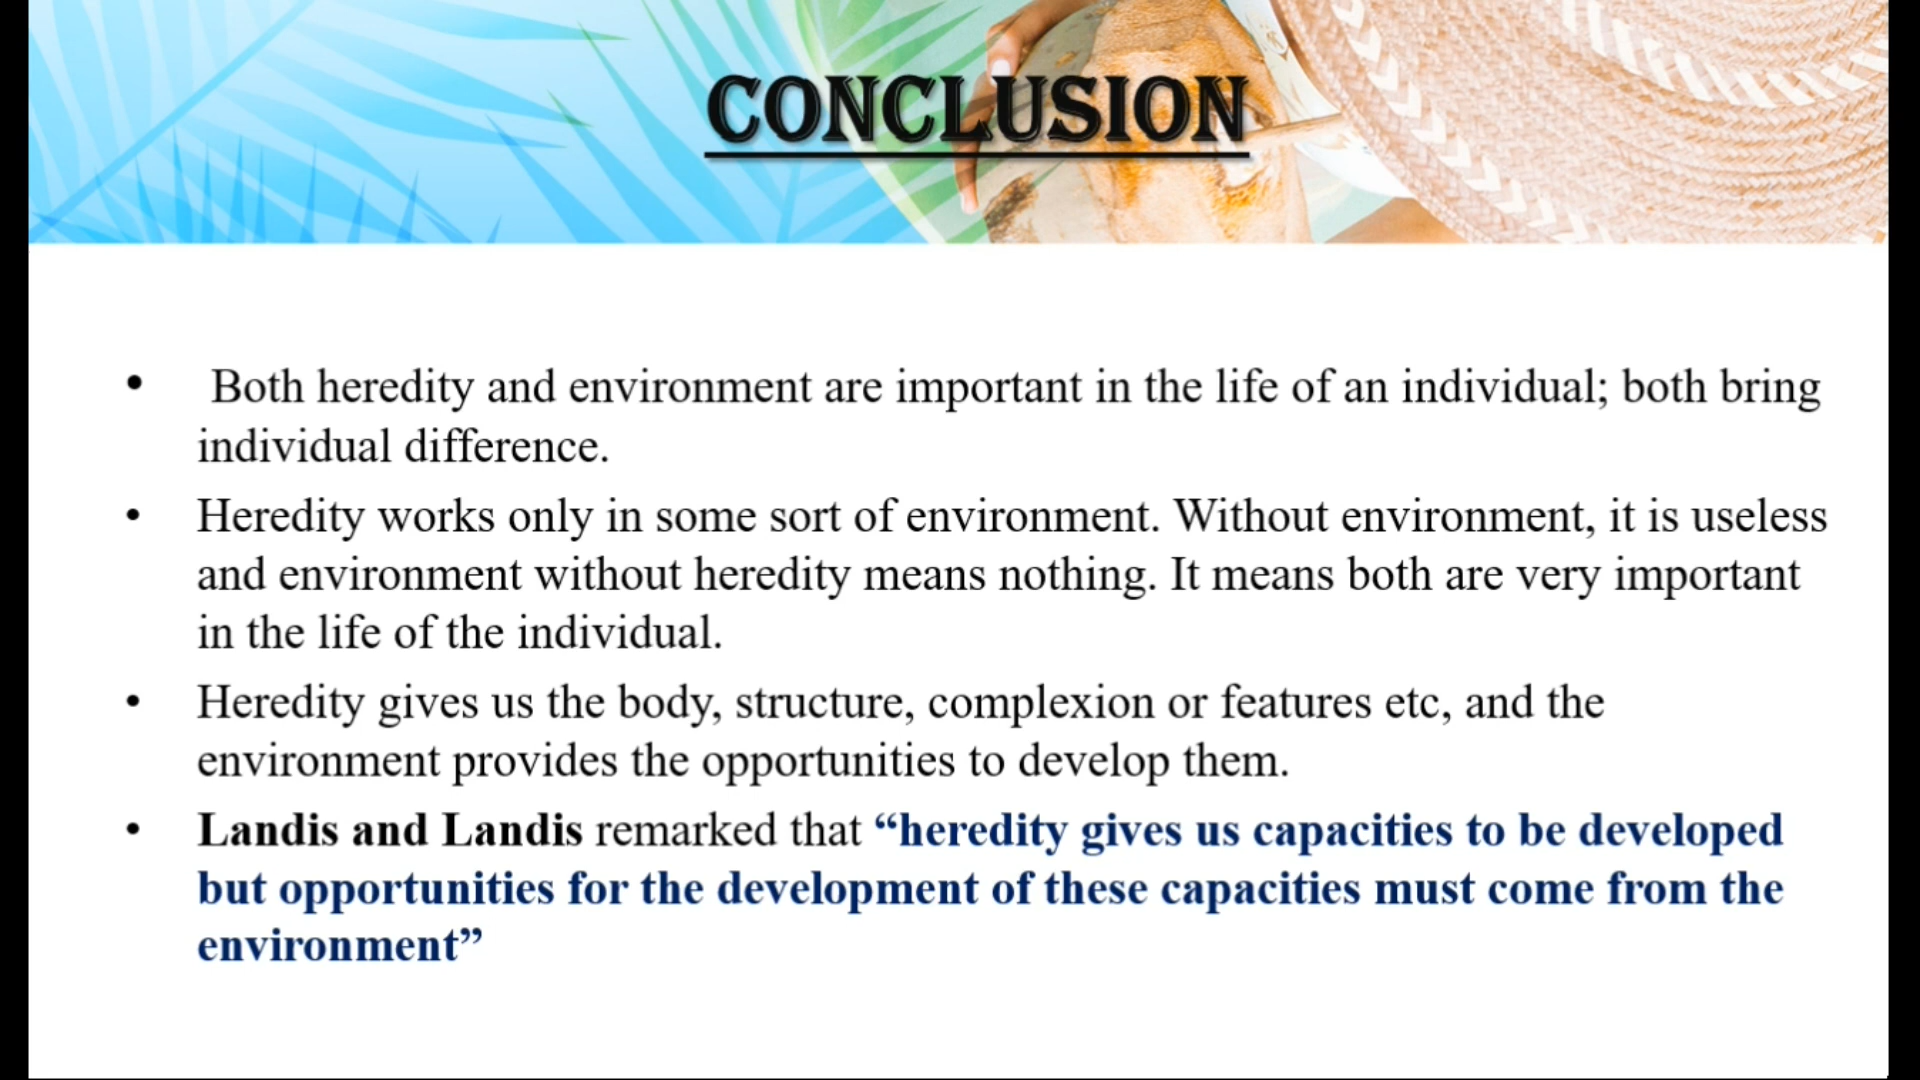 CONCLUSION
• Both heredity and environment are important in the life of an individual; both bring
individual difference.
• Heredity works only in some sort of environment. Without environment, it is useless
and environment without heredity means nothing. It means both are very important
in the life of the individual.
• Heredity gives us the body, structure, complexion or features etc, and the
environment provides the opportunities to develop them.
• Landis and Landis remarked that “heredity gives us capacities to be developed
but opportunities for the development of these capacities must come from the
environment”